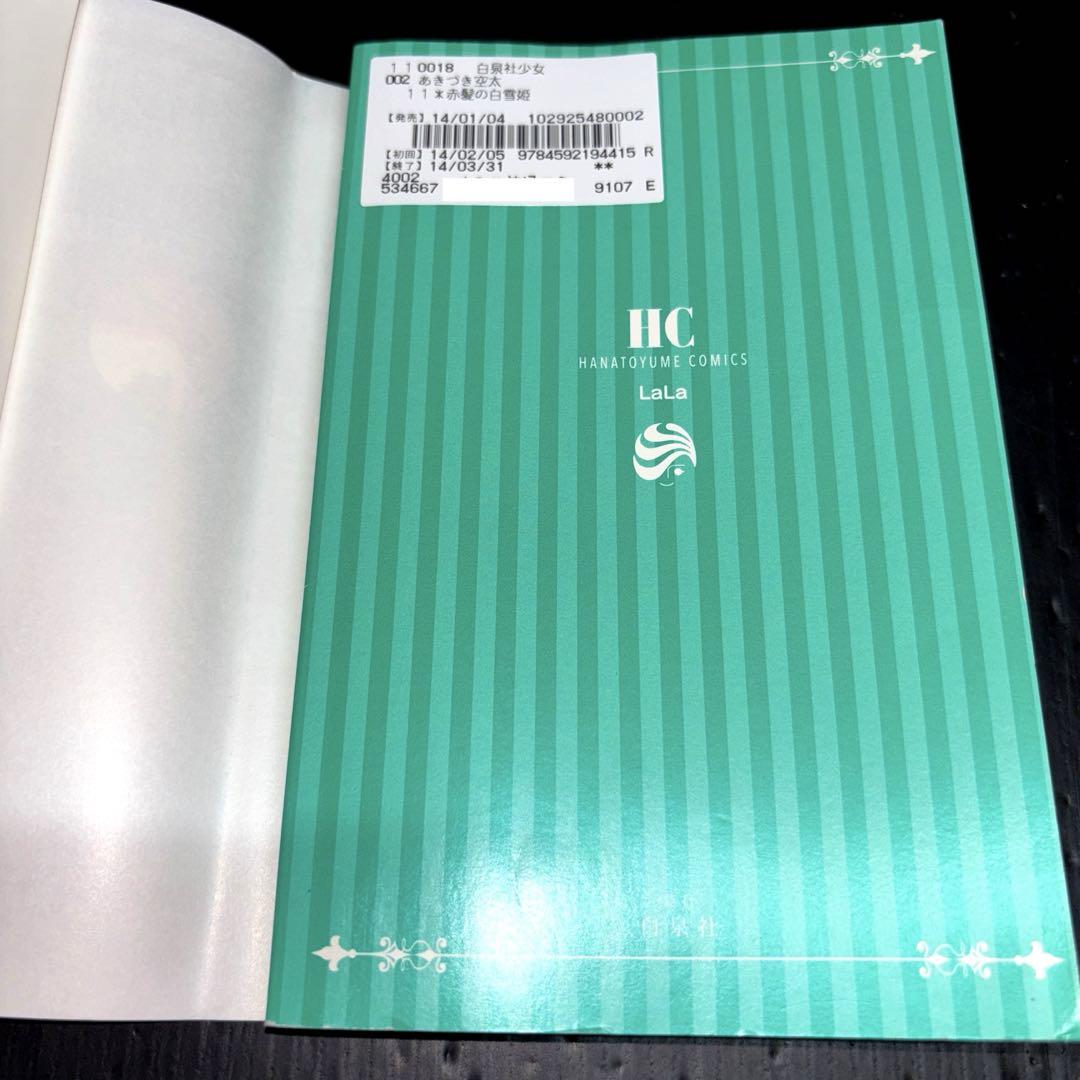 １１0018 白泉社少女
002 あきづき空太
１１＊赤髪の白雪姫
【発売】14/01/04 102925480002
【初回】14/02/05 9784592194415 R
【終了】14/03/31 **
4002
534667 9107 E
HC
HANATOYUME COMICS
LaLa
白泉社